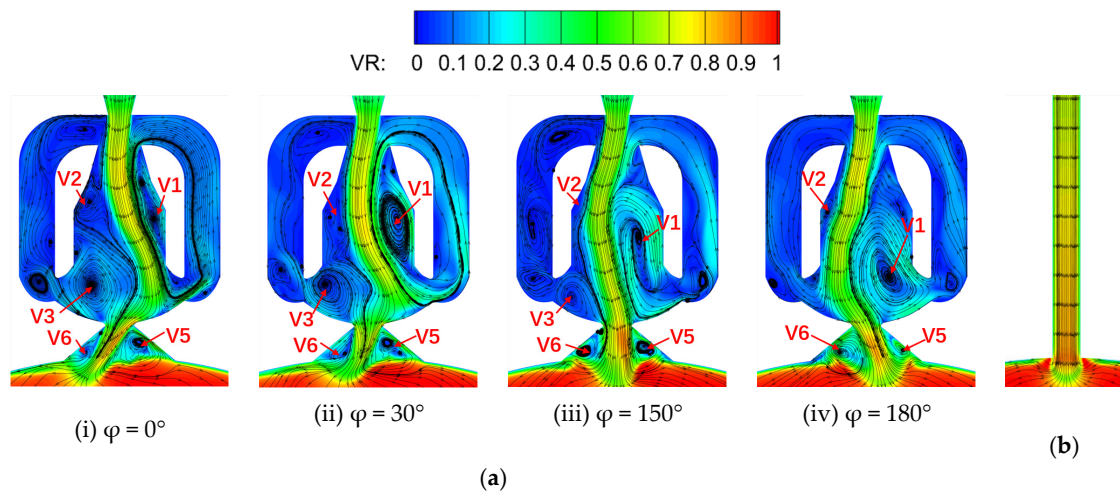 VR: 0 0.1 0.2 0.3 0.4 0.5 0.6 0.7 0.8 0.9 1
V2
V1
V3
V6
V5
V2
V1
V3
V6
V5
V2
V1
V3
V6
V5
V2
V1
V6
V5
(i) φ = 0°
(ii) φ = 30°
(iii) φ = 150°
(iv) φ = 180°
(b)
(a)